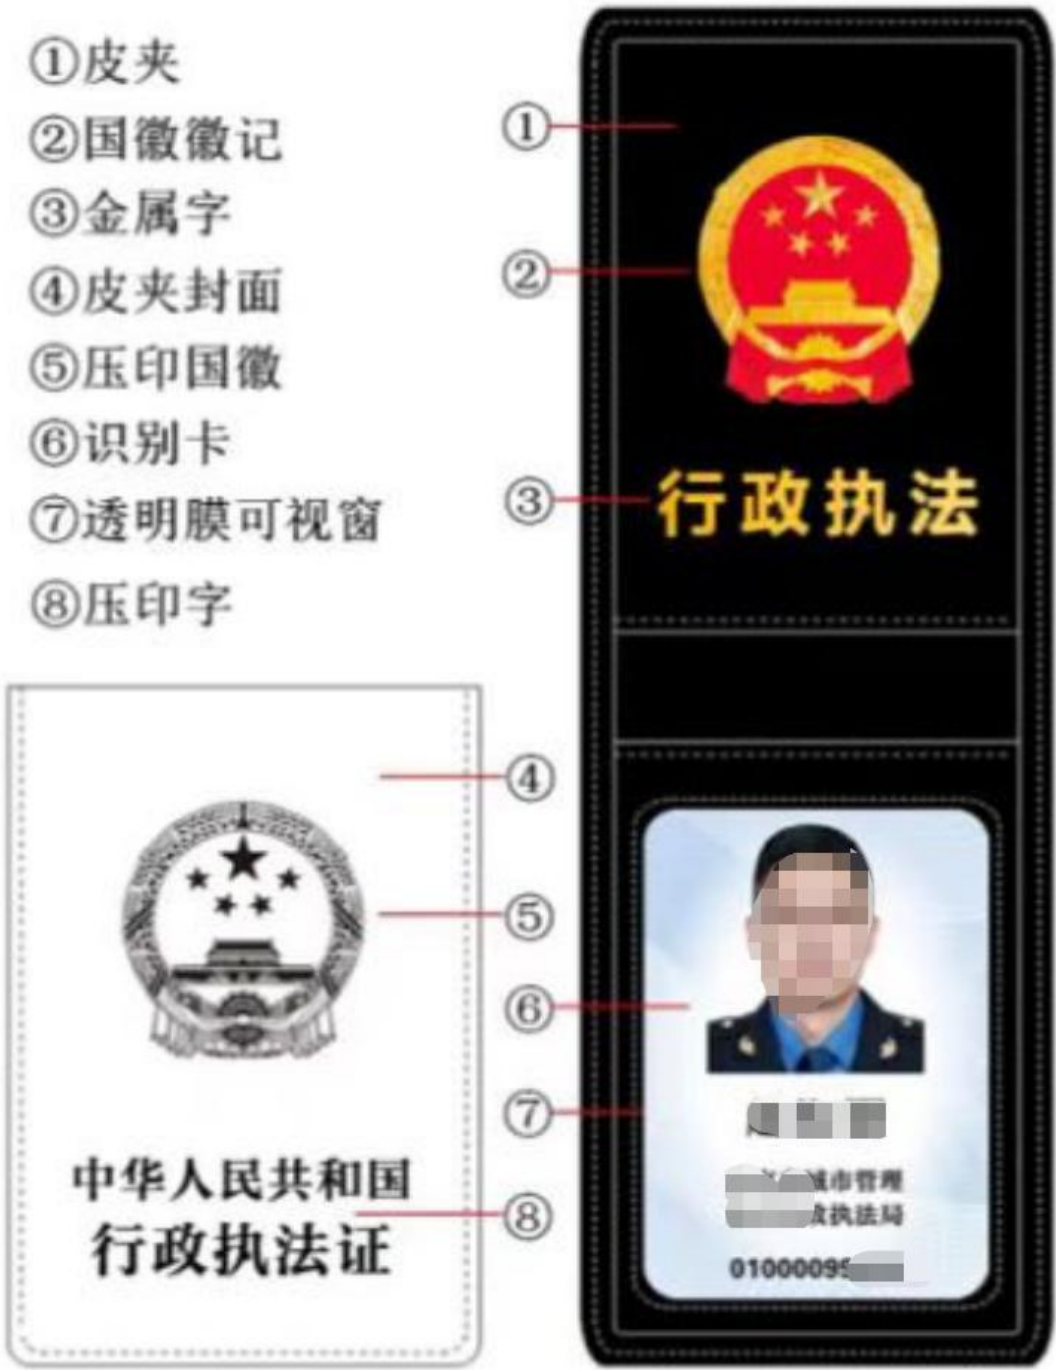 ①皮夹
②国徽徽记
③金属字
④皮夹封面
⑤压印国徽
⑥识别卡
⑦透明膜可视窗
⑧压印字
①
②
③
行政执法
④
⑤
⑥
⑦
⑧
中华人民共和国
行政执法证
城市管理
执法局
0100009